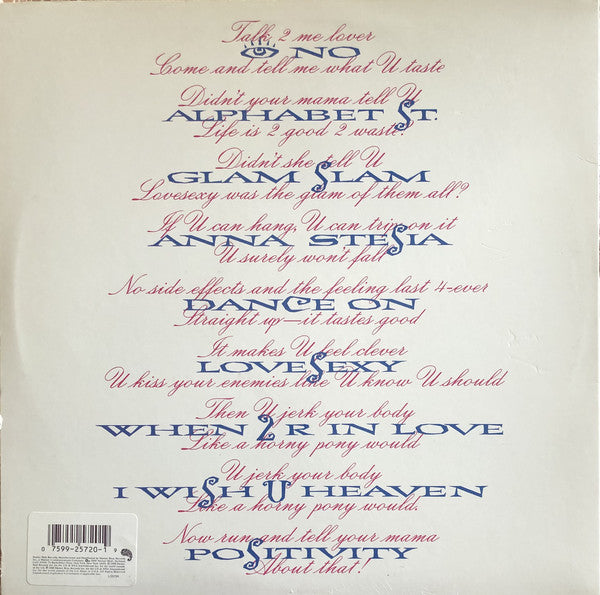 Talk 2 me lover
NO
Come and tell me what U taste
Didn't your mama tell U
ALPHABET ST.
Life is 2 good 2 waste?
Didn't she tell U
GLAM SLAM
Lovesexy was the glam of them all?
If U can hang, U can trip on it
ANNA STESIA
U surely won't fall
No side effects and the feeling last 4-ever
DANCE ON
Straight up—it tastes good
It makes U feel clever
LOVESEXY
U kiss your enemies like U know U should
Then U jerk your body
WHEN 2 R IN LOVE
Like a horny pony would
U jerk your body
I WISH U HEAVEN
Like a horny pony would.
Now run and tell your mama
POSITIVITY
About that!
0 7599-25720-1 9